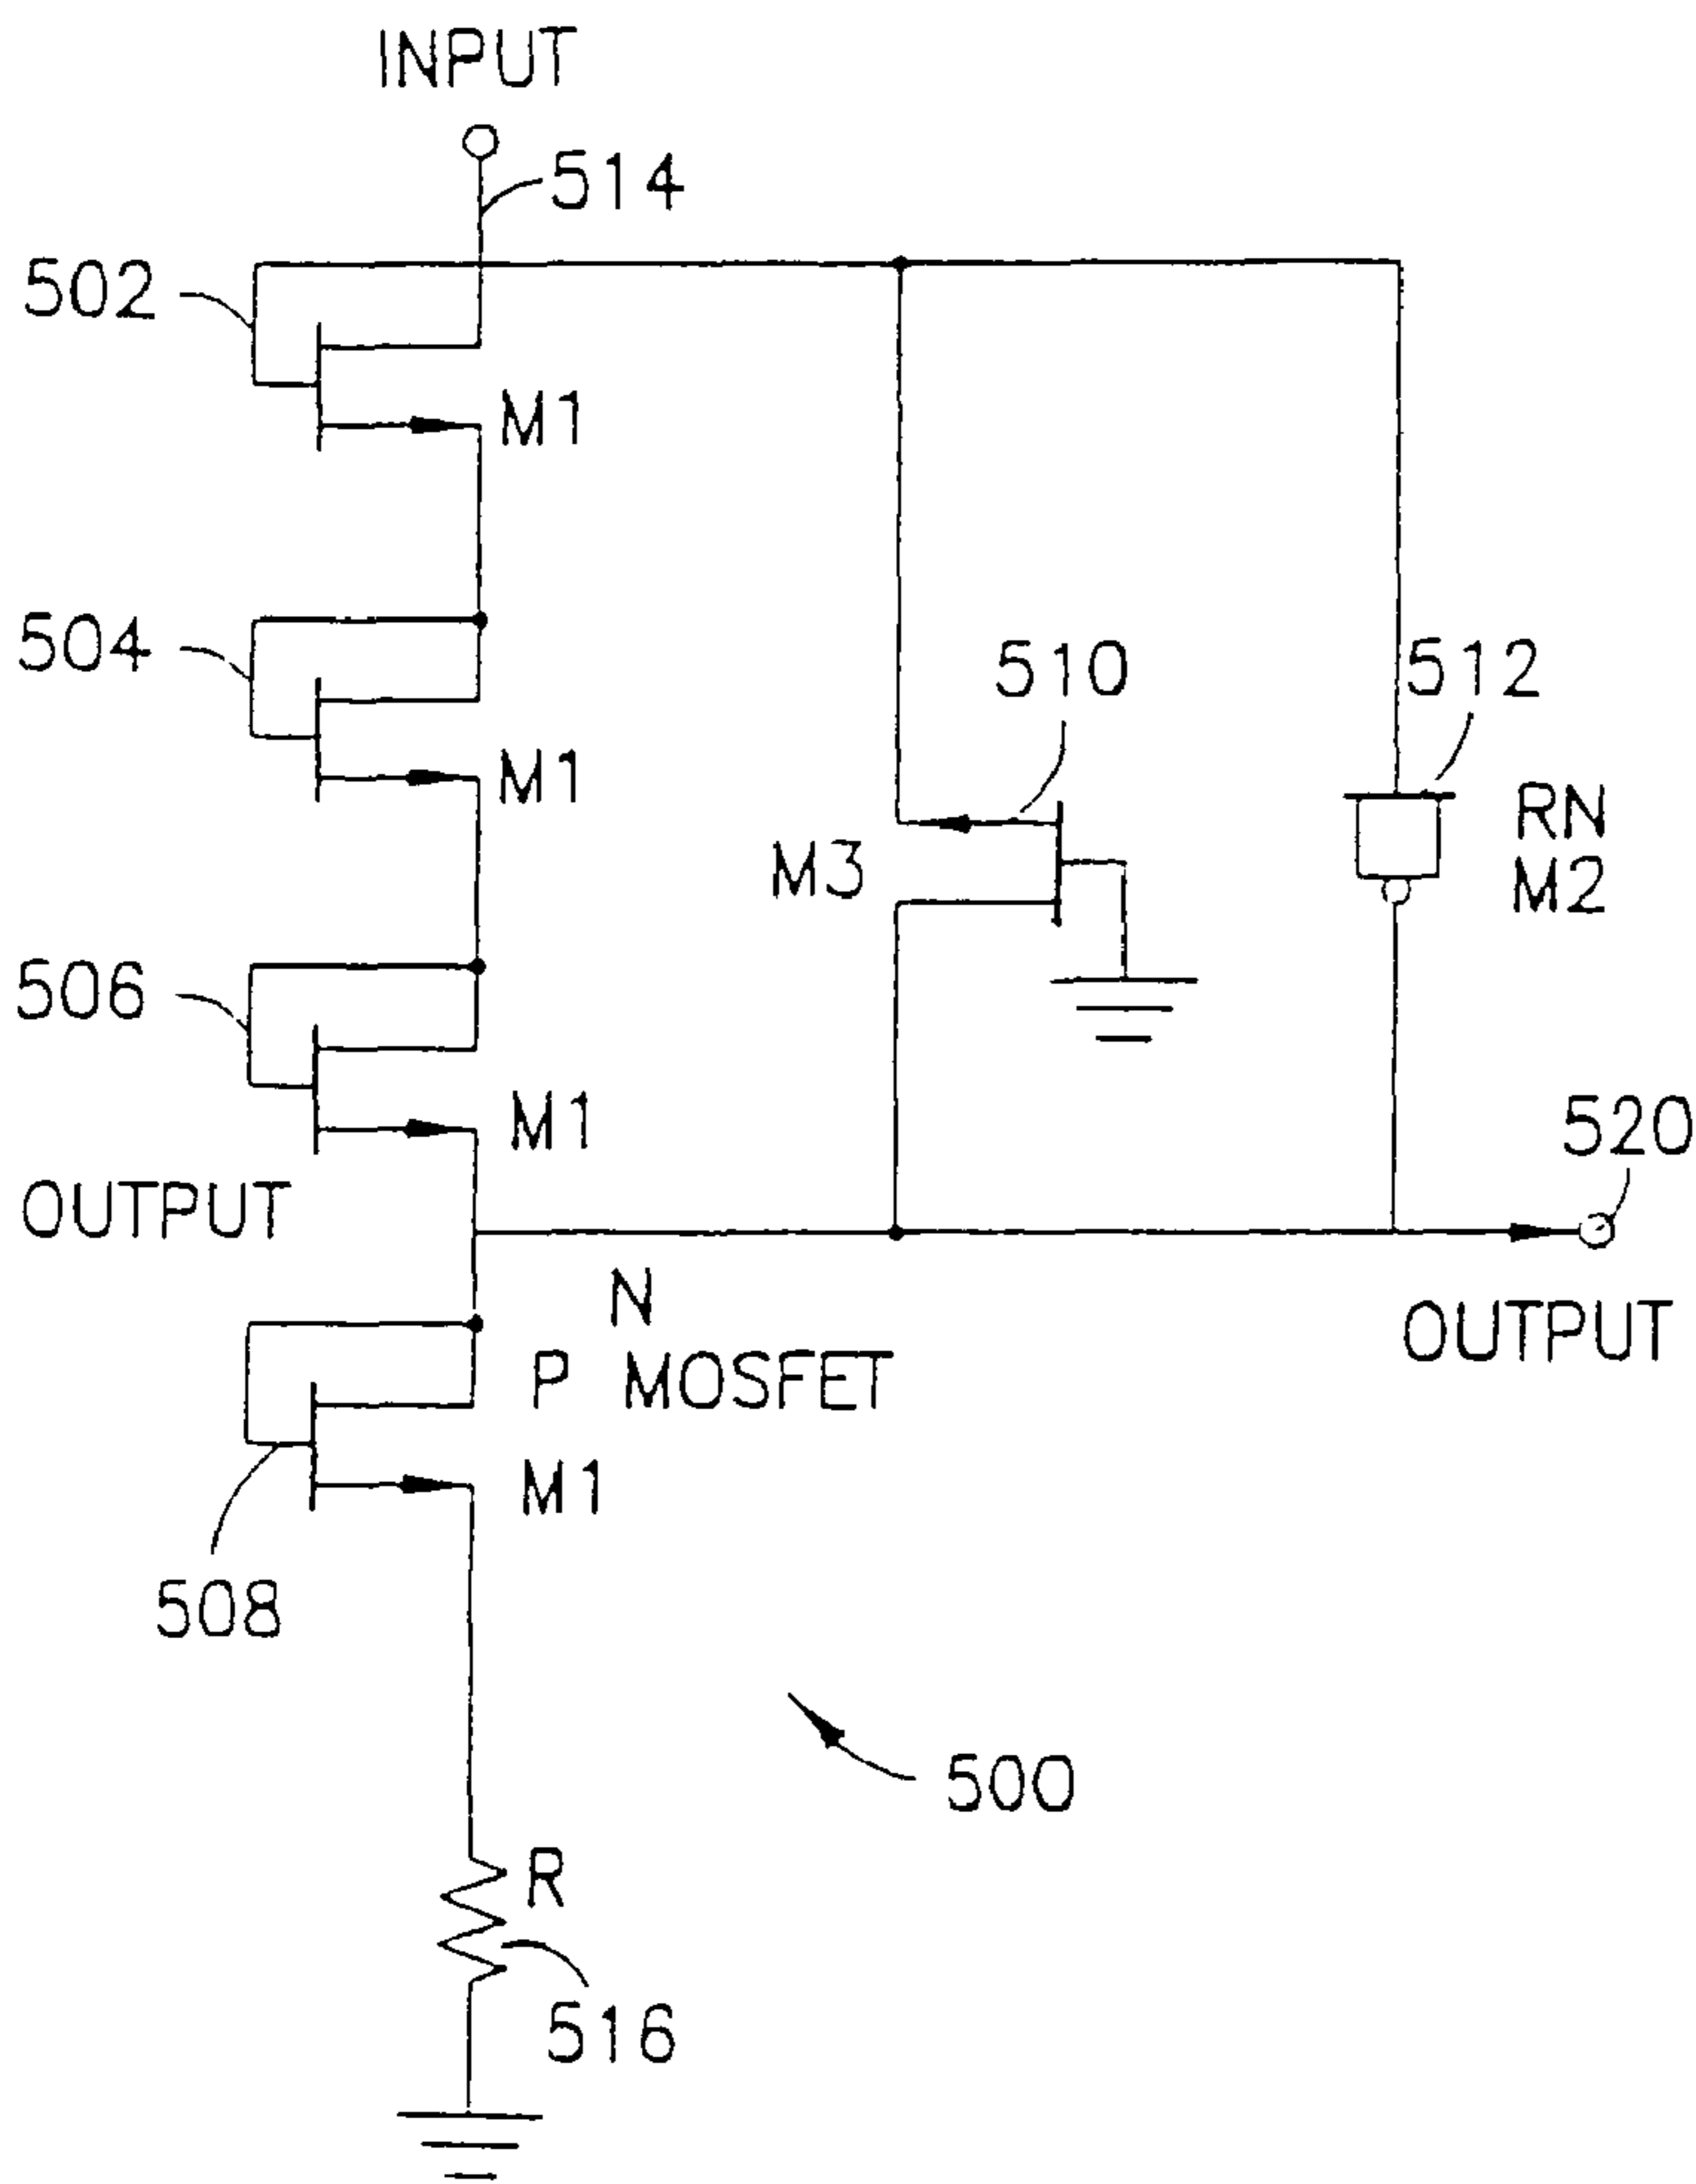 INPUT
514
502
M1
504
M1
510
512
M3
RN
M2
506
M1
520
OUTPUT
OUTPUT
N
P MOSFET
M1
508
500
R
516